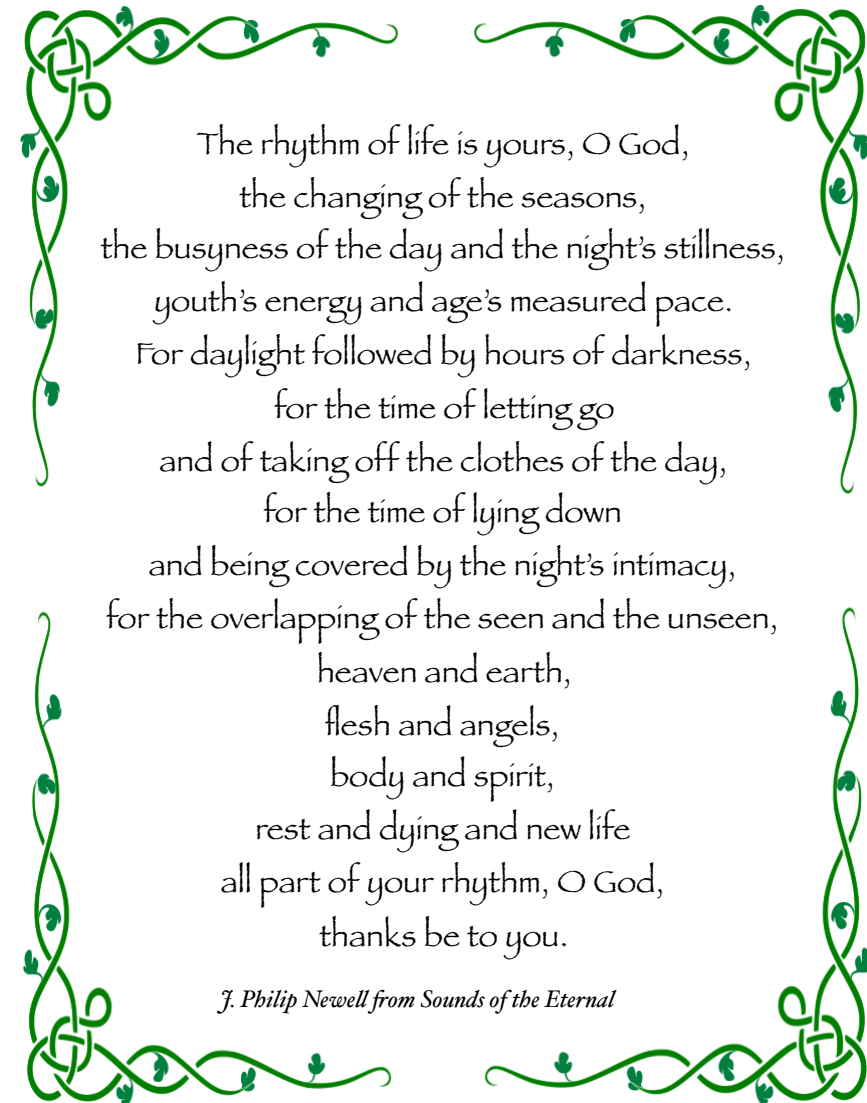 The rhythm of life is yours, O God,
the changing of the seasons,
the busyness of the day and the night’s stillness,
youth’s energy and age’s measured pace.
For daylight followed by hours of darkness,
for the time of letting go
and of taking off the clothes of the day,
for the time of lying down
and being covered by the night’s intimacy,
for the overlapping of the seen and the unseen,
heaven and earth,
flesh and angels,
body and spirit,
rest and dying and new life
all part of your rhythm, O God,
thanks be to you.
J. Philip Newell from Sounds of the Eternal